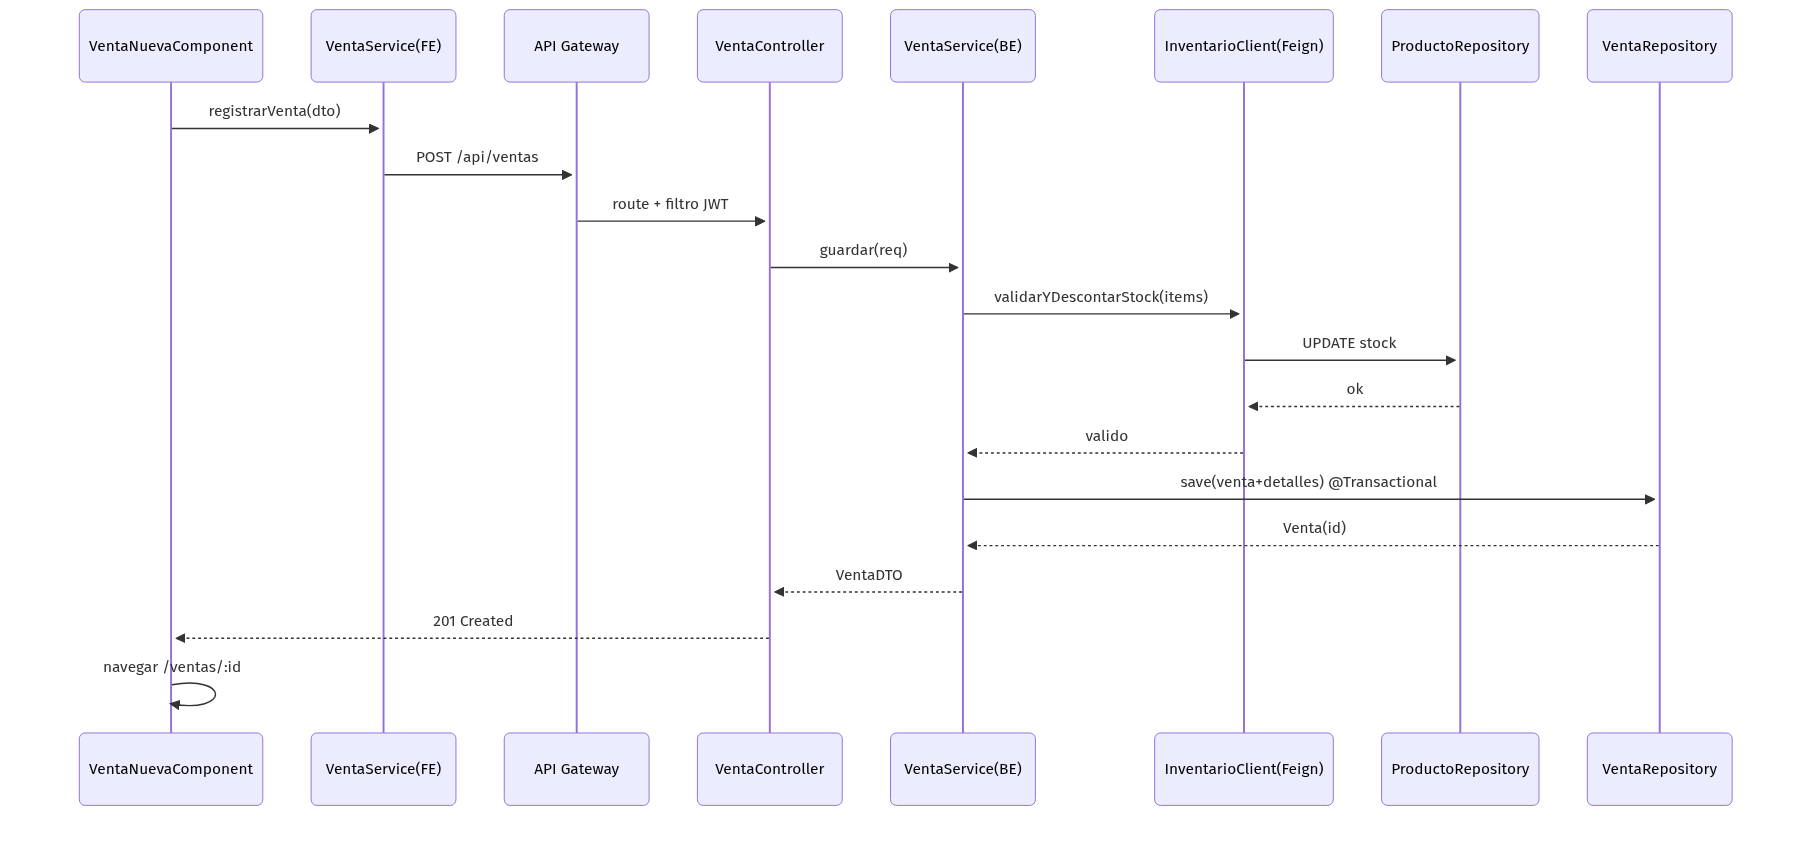 VentaNuevaComponent
VentaService(FE)
API Gateway
VentaController
VentaService(BE)
InventarioClient(Feign)
ProductoRepository
VentaRepository
registrarVenta(dto)
POST /api/ventas
route + filtro JWT
guardar(req)
validarYDescontarStock(items)
UPDATE stock
ok
valido
save(venta+detalles) @Transactional
Venta(id)
VentaDTO
201 Created
navegar /ventas/:id
VentaNuevaComponent
VentaService(FE)
API Gateway
VentaController
VentaService(BE)
InventarioClient(Feign)
ProductoRepository
VentaRepository